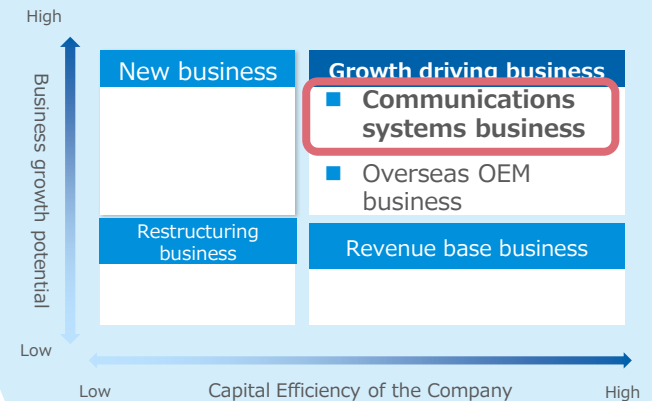 High
Business growth potential
New business
Growth driving business
■ Communications
systems business
■ Overseas OEM
business
Restructuring
business
Revenue base business
Low
Low
Capital Efficiency of the Company
High